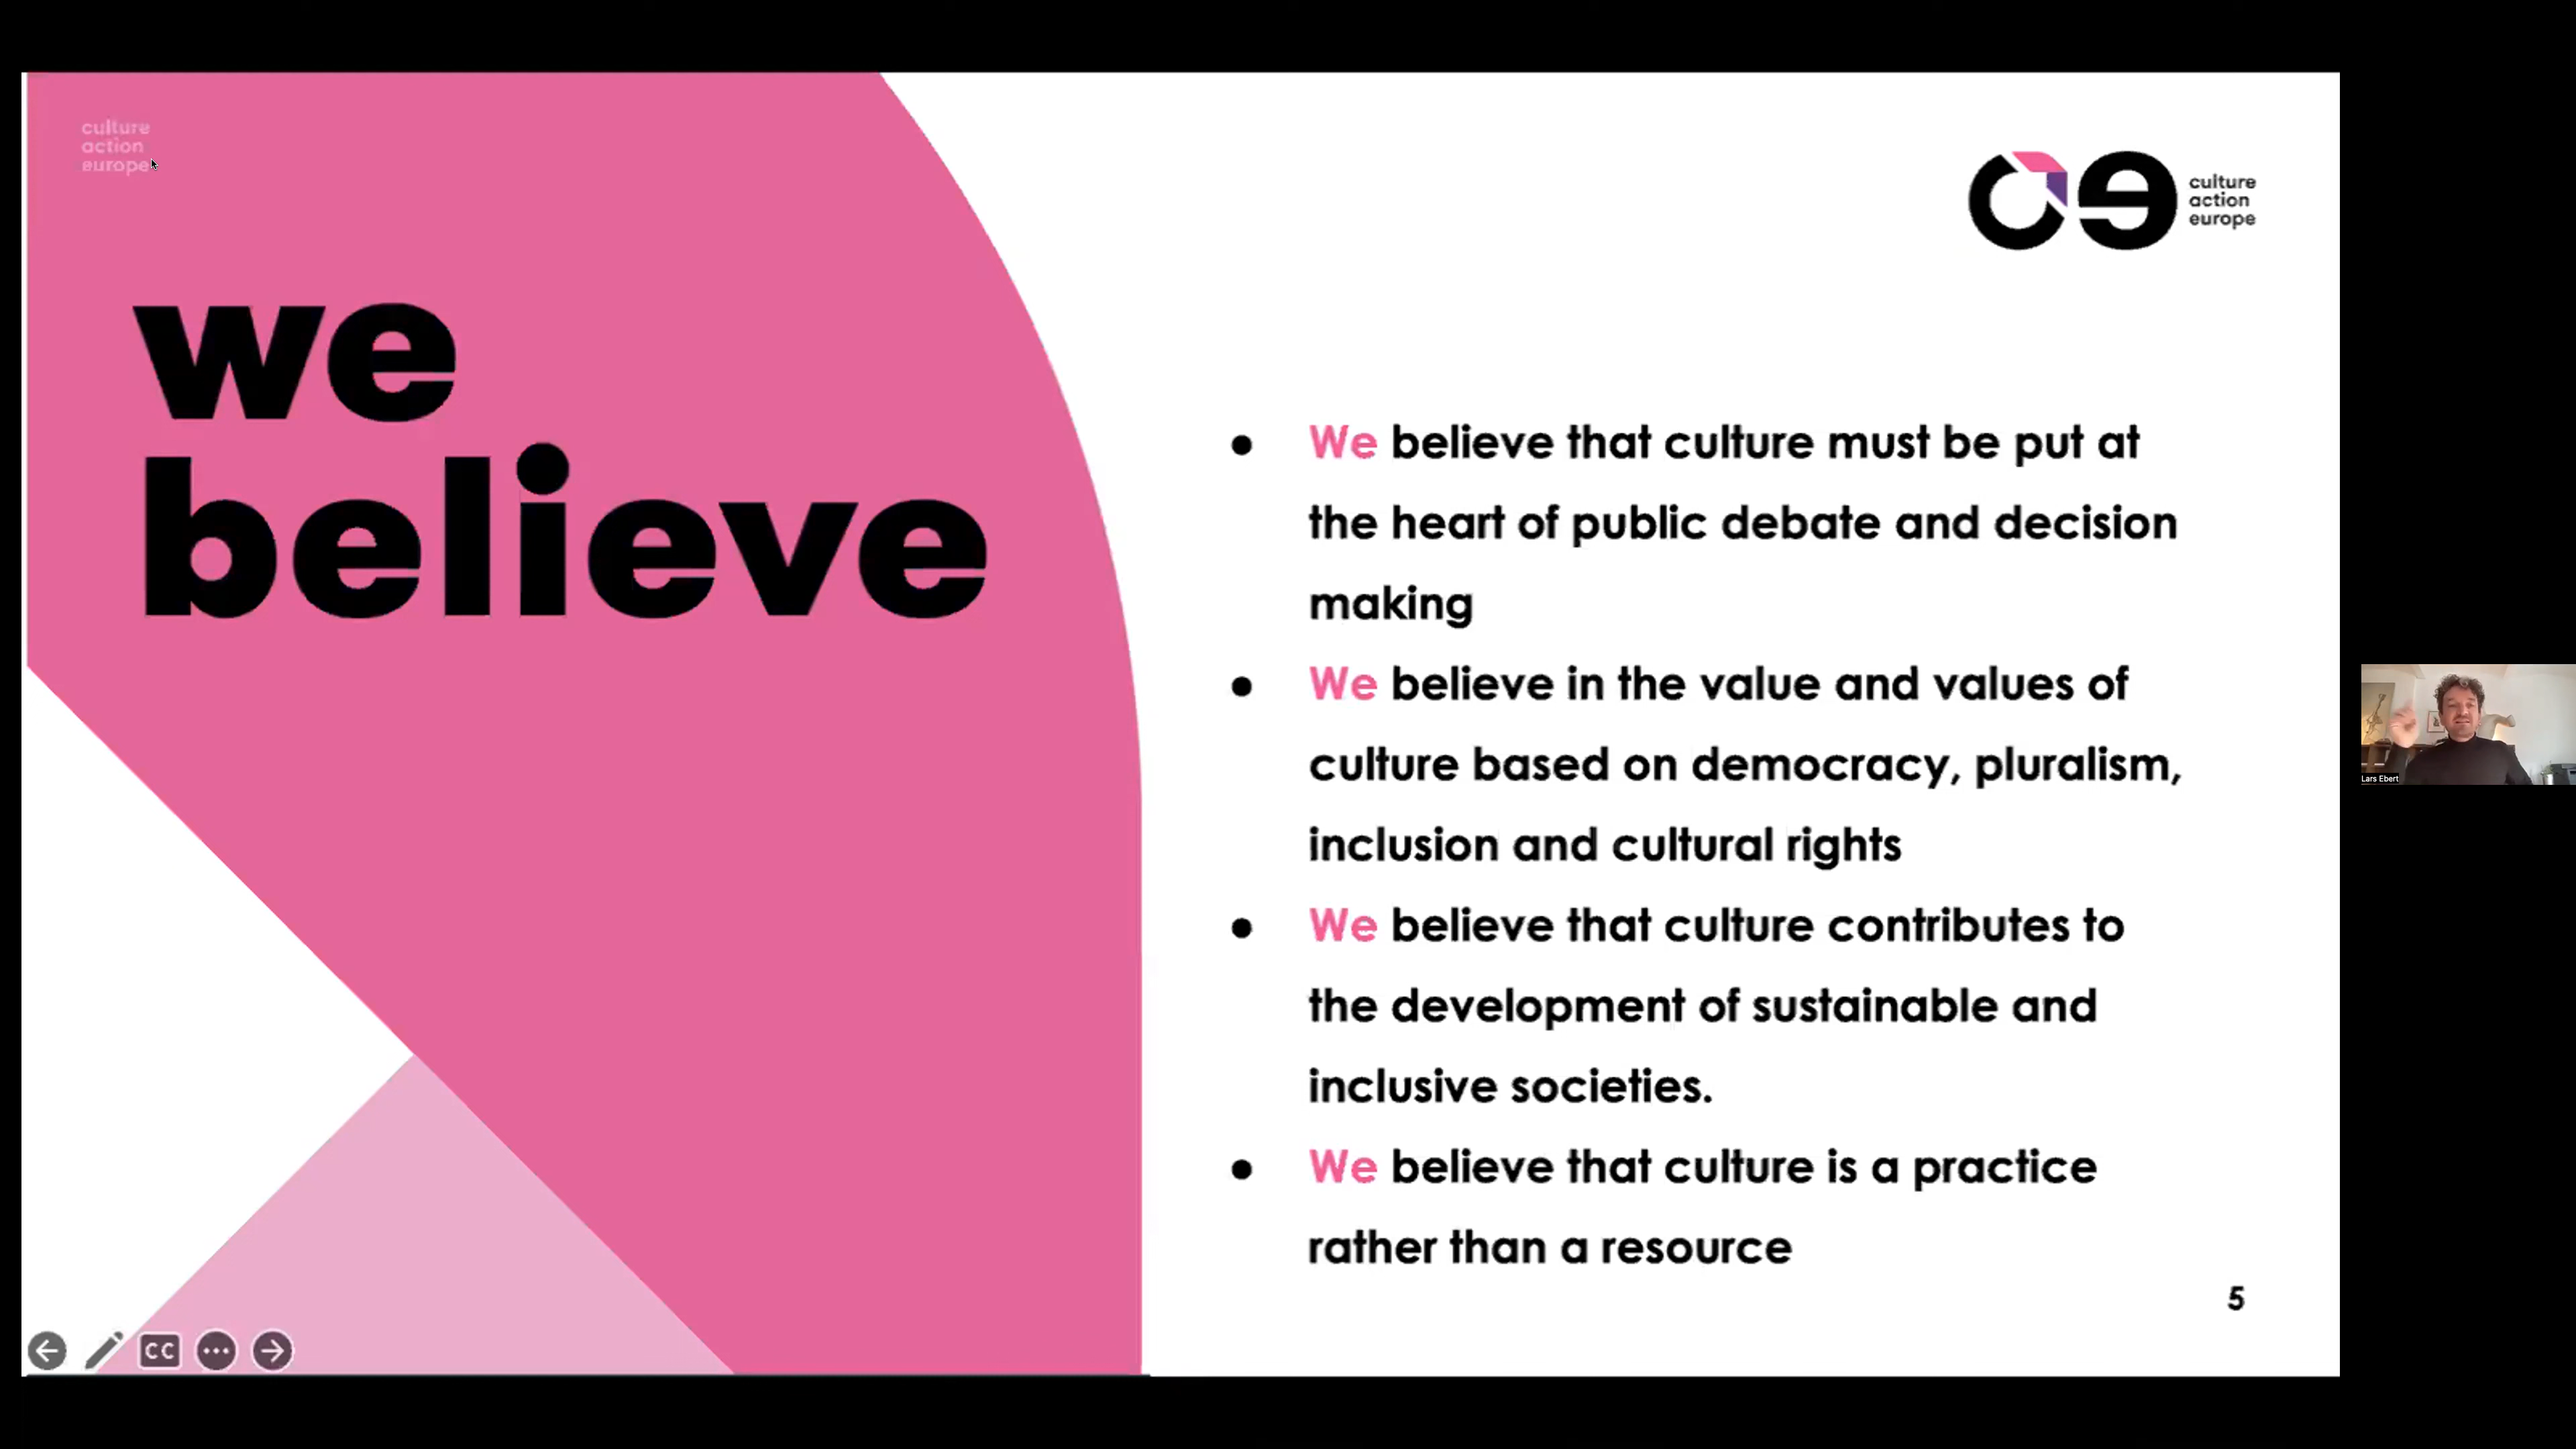 culture
action
europe
we
believe
culture
action
europe
● We believe that culture must be put at
the heart of public debate and decision
making
● We believe in the value and values of
culture based on democracy, pluralism,
inclusion and cultural rights
● We believe that culture contributes to
the development of sustainable and
inclusive societies.
● We believe that culture is a practice
rather than a resource
5
CC
Lars Ebert